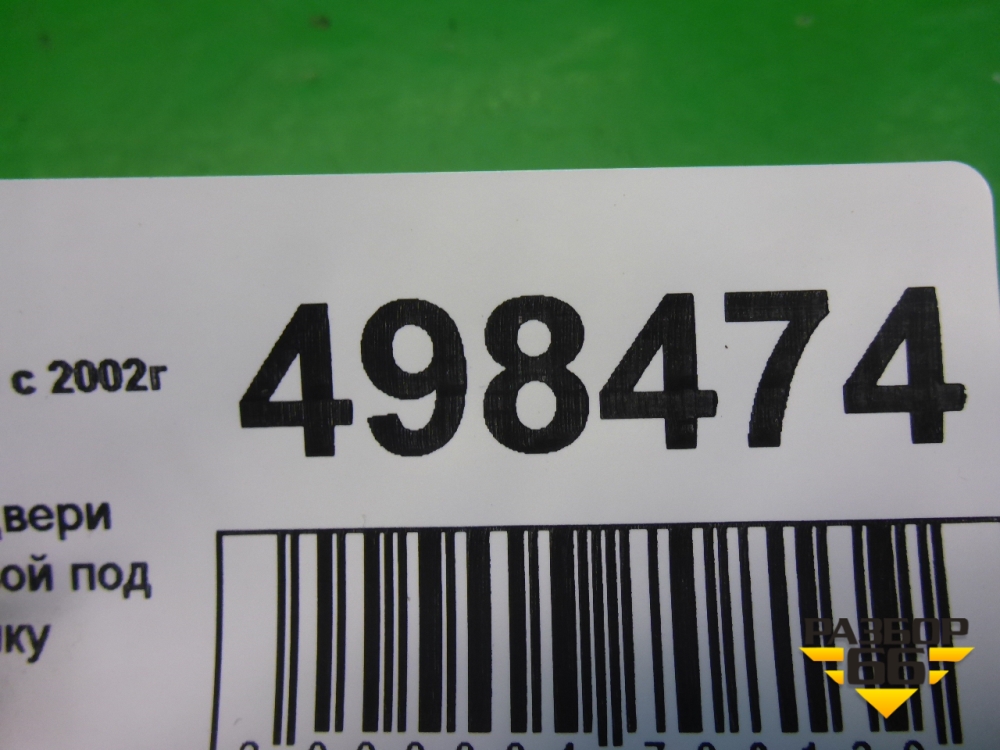 498474
с 2002г
двери
ой под
ку
РАЗБОР
66